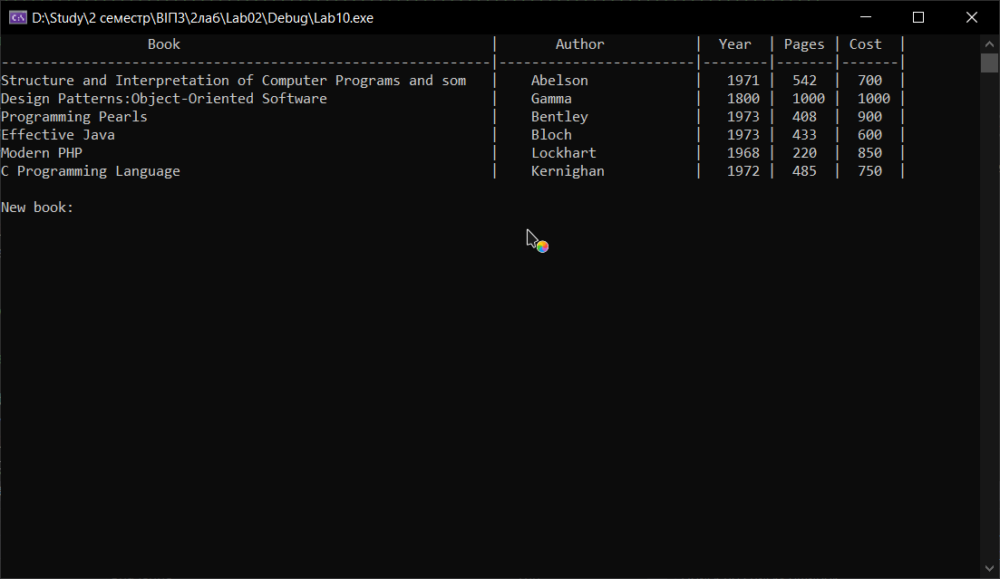 D:\Study\2 семестр\ВІПЗ\2лаб\Lab02\Debug\Lab10.exe
Book | Author | Year | Pages | Cost |
------------------------------------------------------------|------------------------|--------|-------|-------|
Structure and Interpretation of Computer Programs and som | Abelson | 1971 | 542 | 700 |
Design Patterns:Object-Oriented Software | Gamma | 1800 | 1000 | 1000 |
Programming Pearls | Bentley | 1973 | 408 | 900 |
Effective Java | Bloch | 1973 | 433 | 600 |
Modern PHP | Lockhart | 1968 | 220 | 850 |
C Programming Language | Kernighan | 1972 | 485 | 750 |
New book: